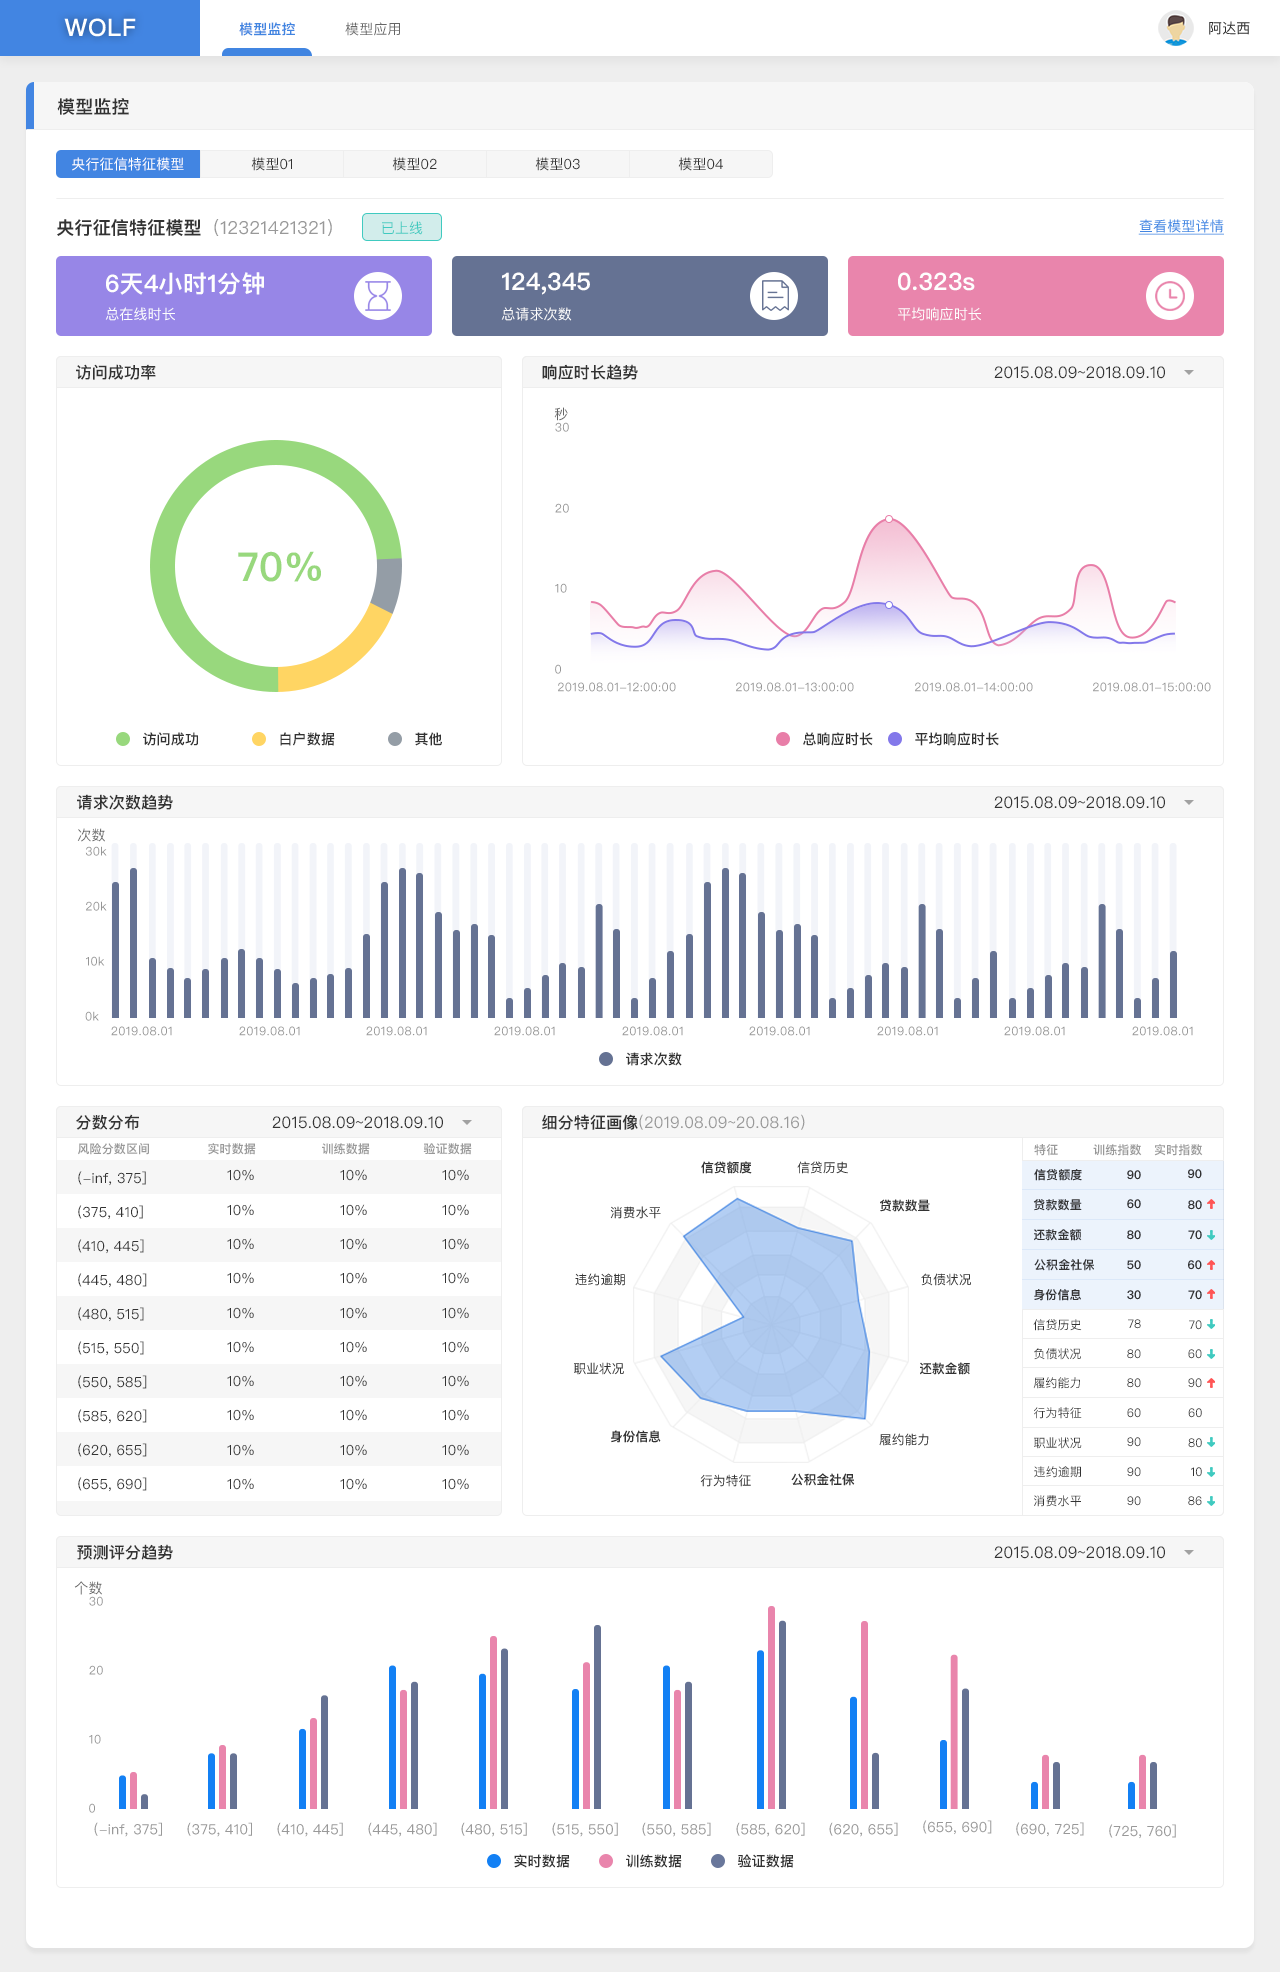 WOLF
模型监控
模型应用
阿达西
模型监控
央行征信特征模型
模型01
模型02
模型03
模型04
央行征信特征模型 (12321421321)
已上线
查看模型详情
6天4小时1分钟
总在线时长
124,345
总请求次数
0.323s
平均响应时长
访问成功率
70%
访问成功
白户数据
其他
响应时长趋势
2015.08.09~2018.09.10
秒
30
20
10
0
2019.08.01-12:00:00
2019.08.01-13:00:00
2019.08.01-14:00:00
2019.08.01-15:00:00
总响应时长
平均响应时长
请求次数趋势
2015.08.09~2018.09.10
次数
30k
20k
10k
0k
2019.08.01
2019.08.01
2019.08.01
2019.08.01
2019.08.01
2019.08.01
2019.08.01
2019.08.01
2019.08.01
请求次数
分数分布
2015.08.09~2018.09.10
风险分数区间 实时数据 训练数据 验证数据
(-inf, 375] 10% 10% 10%
(375, 410] 10% 10% 10%
(410, 445] 10% 10% 10%
(445, 480] 10% 10% 10%
(480, 515] 10% 10% 10%
(515, 550] 10% 10% 10%
(550, 585] 10% 10% 10%
(585, 620] 10% 10% 10%
(620, 655] 10% 10% 10%
(655, 690] 10% 10% 10%
细分特征画像(2019.08.09~20.08.16)
信贷额度
信贷历史
贷款数量
负债状况
还款金额
履约能力
公积金社保
行为特征
身份信息
职业状况
违约逾期
消费水平
特征 训练指数 实时指数
信贷额度 90 90
贷款数量 60 80
还款金额 80 70
公积金社保 50 60
身份信息 30 70
信贷历史 78 70
负债状况 80 60
履约能力 80 90
行为特征 60 60
职业状况 90 80
违约逾期 90 10
消费水平 90 86
预测评分趋势
2015.08.09~2018.09.10
个数
30
20
10
0
(-inf, 375]
(375, 410]
(410, 445]
(445, 480]
(480, 515]
(515, 550]
(550, 585]
(585, 620]
(620, 655]
(655, 690]
(690, 725]
(725, 760]
实时数据
训练数据
验证数据